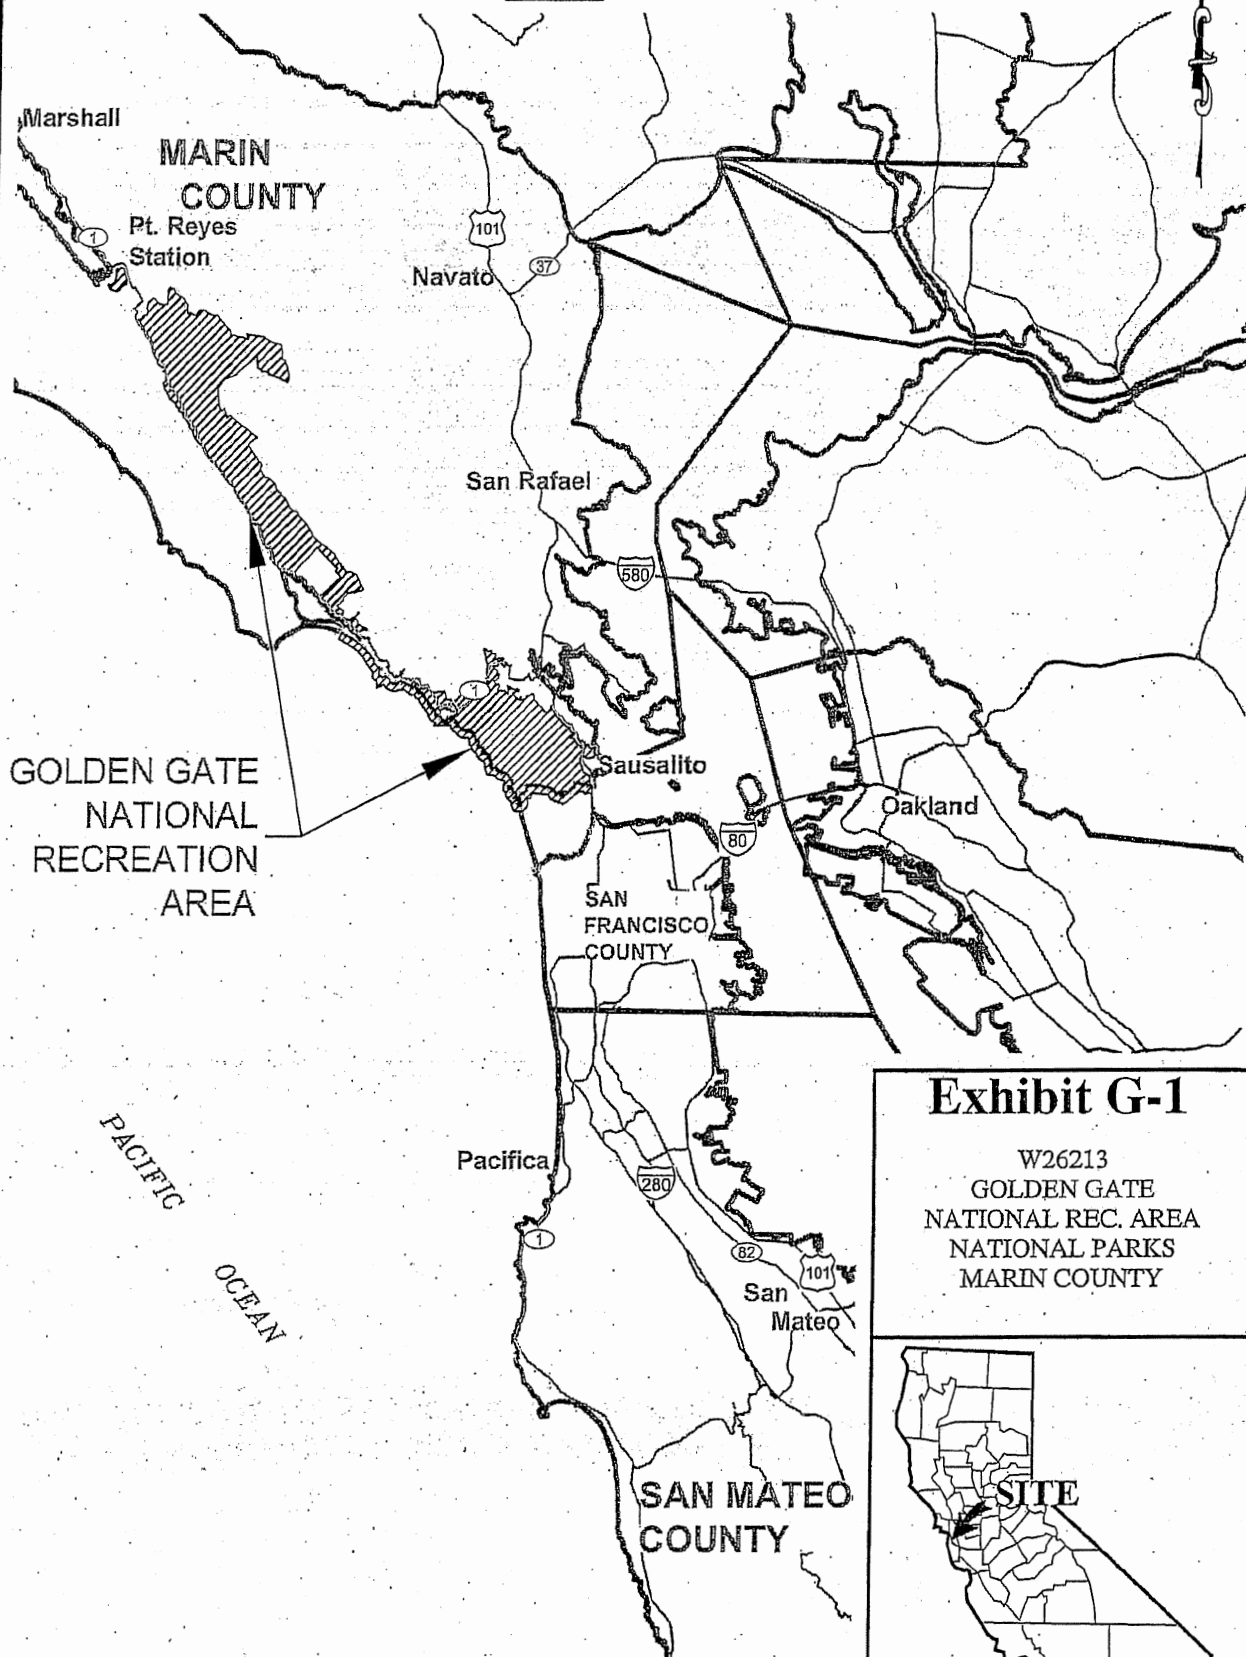 Marshall
MARIN
COUNTY
1
Pt. Reyes
Station
101
Navato
37
San Rafael
580
1
GOLDEN GATE
NATIONAL
RECREATION
AREA
Sausalito
Oakland
80
SAN
FRANCISCO
COUNTY
PACIFIC
OCEAN
Pacifica
280
1
82
101
San
Mateo
SAN MATEO
COUNTY
Exhibit G-1
W26213
GOLDEN GATE
NATIONAL REC. AREA
NATIONAL PARKS
MARIN COUNTY
SITE